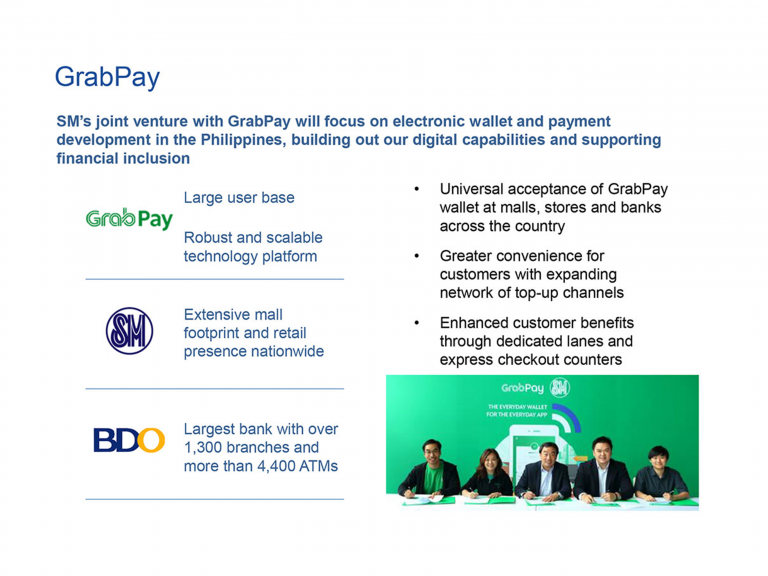 GrabPay
SM’s joint venture with GrabPay will focus on electronic wallet and payment
development in the Philippines, building out our digital capabilities and supporting
financial inclusion
GrabPay
Large user base
Robust and scalable
technology platform
SM
Extensive mall
footprint and retail
presence nationwide
BDO
Largest bank with over
1,300 branches and
more than 4,400 ATMs
• Universal acceptance of GrabPay
wallet at malls, stores and banks
across the country
• Greater convenience for
customers with expanding
network of top-up channels
• Enhanced customer benefits
through dedicated lanes and
express checkout counters
GrabPay SM
THE EVERYDAY WALLET
FOR THE EVERYDAY APP